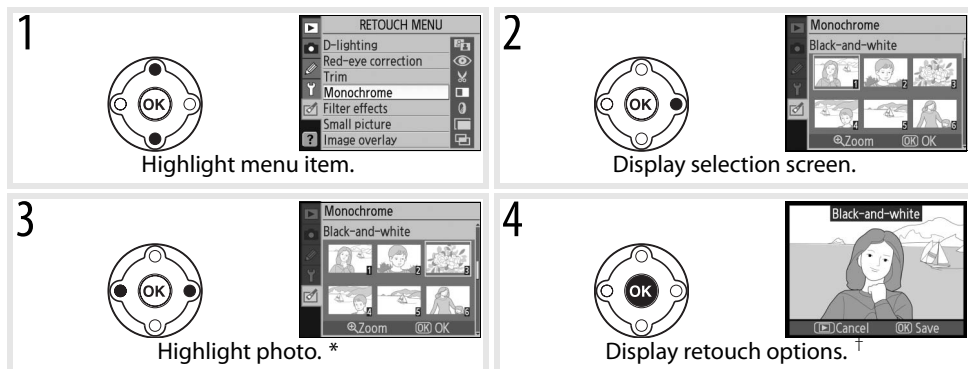 1
OK
RETOUCH MENU
D-lighting
Red-eye correction
Trim
Monochrome
Filter effects
Small picture
Image overlay
?
Highlight menu item.
2
OK
Monochrome
Black-and-white
1 2 3
4 5 6
Zoom OK OK
Display selection screen.
3
OK
Monochrome
Black-and-white
1 2 3
4 5 6
Zoom OK OK
Highlight photo. *
4
OK
Black-and-white
Cancel OK Save
Display retouch options. †